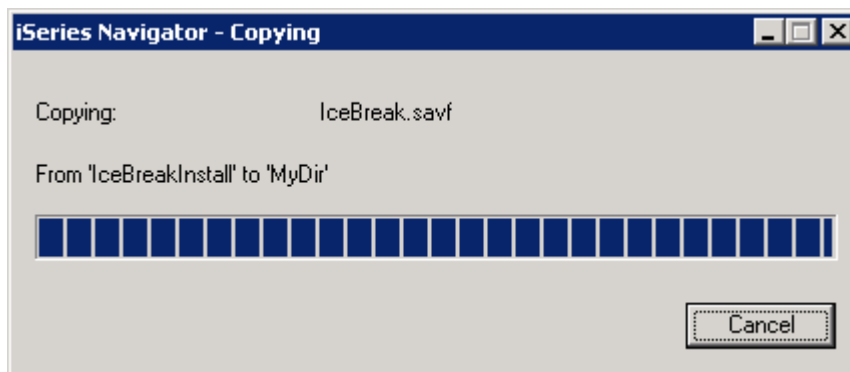 iSeries Navigator - Copying
Copying: IceBreak.savf
From 'IceBreakInstall' to 'MyDir'
Cancel